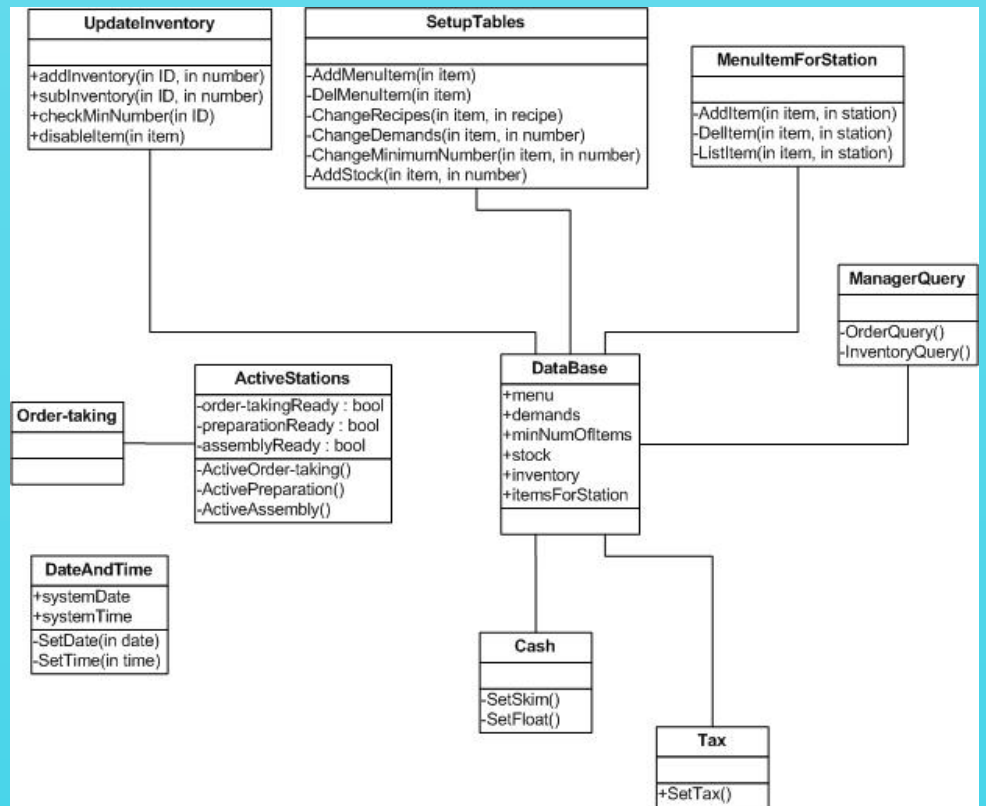 UpdateInventory
+addInventory(in ID, in number)
+subInventory(in ID, in number)
+checkMinNumber(in ID)
+disableItem(in item)
SetupTables
-AddMenuItem(in item)
-DelMenuItem(in item)
-ChangeRecipes(in item, in recipe)
-ChangeDemands(in item, in number)
-ChangeMinimumNumber(in item, in number)
-AddStock(in item, in number)
MenuItemForStation
-AddItem(in item, in station)
-DelItem(in item, in station)
-ListItem(in item, in station)
ManagerQuery
-OrderQuery()
-InventoryQuery()
Order-taking
ActiveStations
-order-takingReady : bool
-preparationReady : bool
-assemblyReady : bool
-ActiveOrder-taking()
-ActivePreparation()
-ActiveAssembly()
DataBase
+menu
+demands
+minNumOfItems
+stock
+inventory
+itemsForStation
DateAndTime
+systemDate
+systemTime
-SetDate(in date)
-SetTime(in time)
Cash
-SetSkim()
-SetFloat()
Tax
+SetTax()